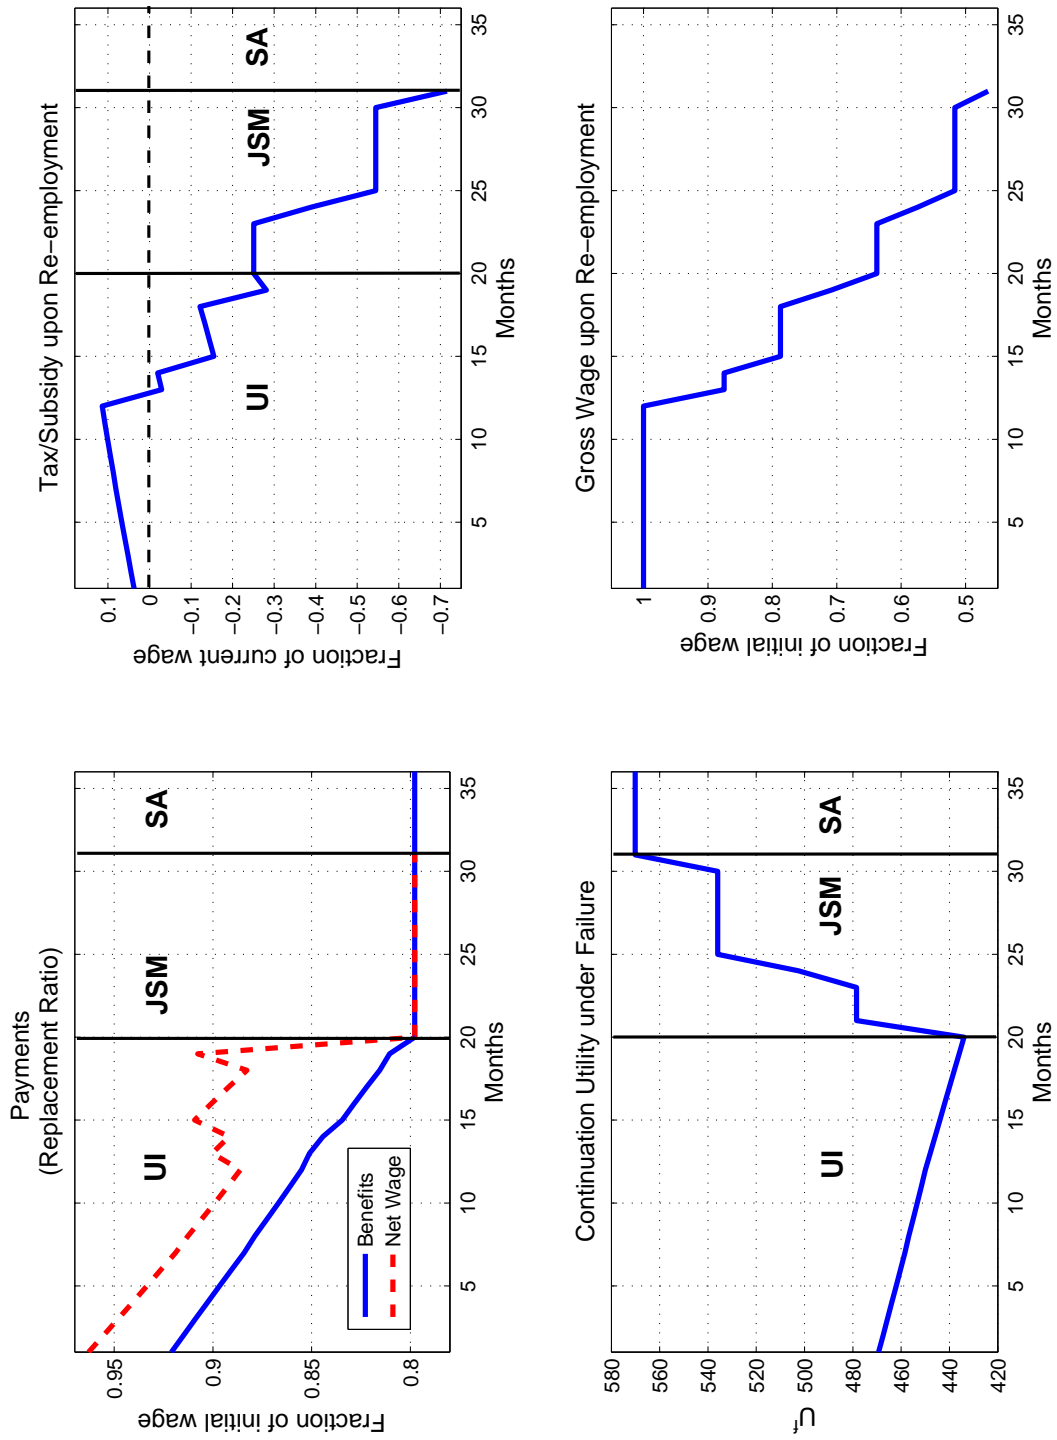 Payments
(Replacement Ratio)
Fraction of initial wage
0.95
0.9
0.85
0.8
UI
JSM
SA
Benefits
Net Wage
5
10
15
20
25
30
35
Months
Tax/Subsidy upon Re−employment
Fraction of current wage
0.1
0
−0.1
−0.2
−0.3
−0.4
−0.5
−0.6
−0.7
UI
JSM
SA
5
10
15
20
25
30
35
Months
Continuation Utility under Failure
U^f
580
560
540
520
500
480
460
440
420
UI
JSM
SA
5
10
15
20
25
30
35
Months
Gross Wage upon Re−employment
Fraction of initial wage
1
0.9
0.8
0.7
0.6
0.5
5
10
15
20
25
30
35
Months